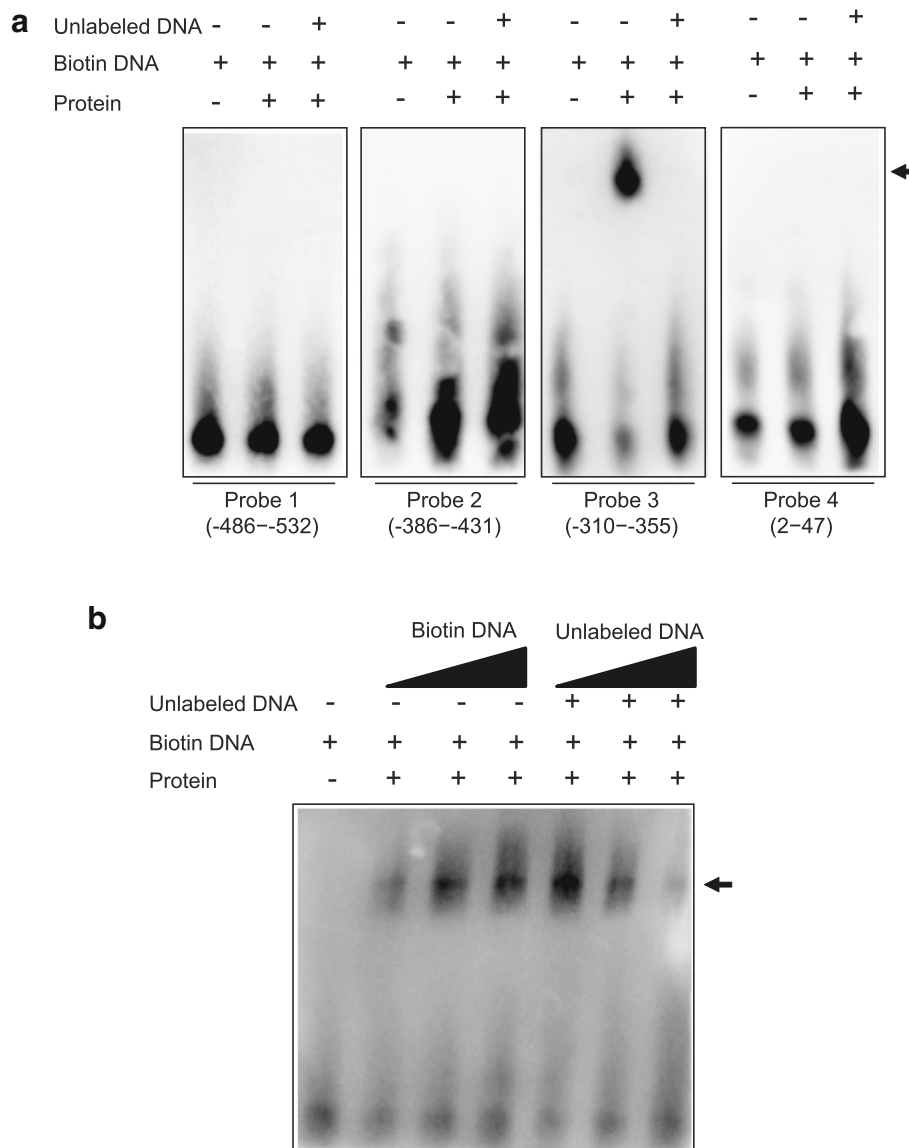 a
Unlabeled DNA - - + - - + - - + - - +
Biotin DNA + + + + + + + + + + + +
Protein - + + - + + - + + - + +
Probe 1 Probe 2 Probe 3 Probe 4
(-486–-532) (-386–-431) (-310–-355) (2–47)
b
Biotin DNA Unlabeled DNA
Unlabeled DNA - - - - + + +
Biotin DNA + + + + + + +
Protein - + + + + + +